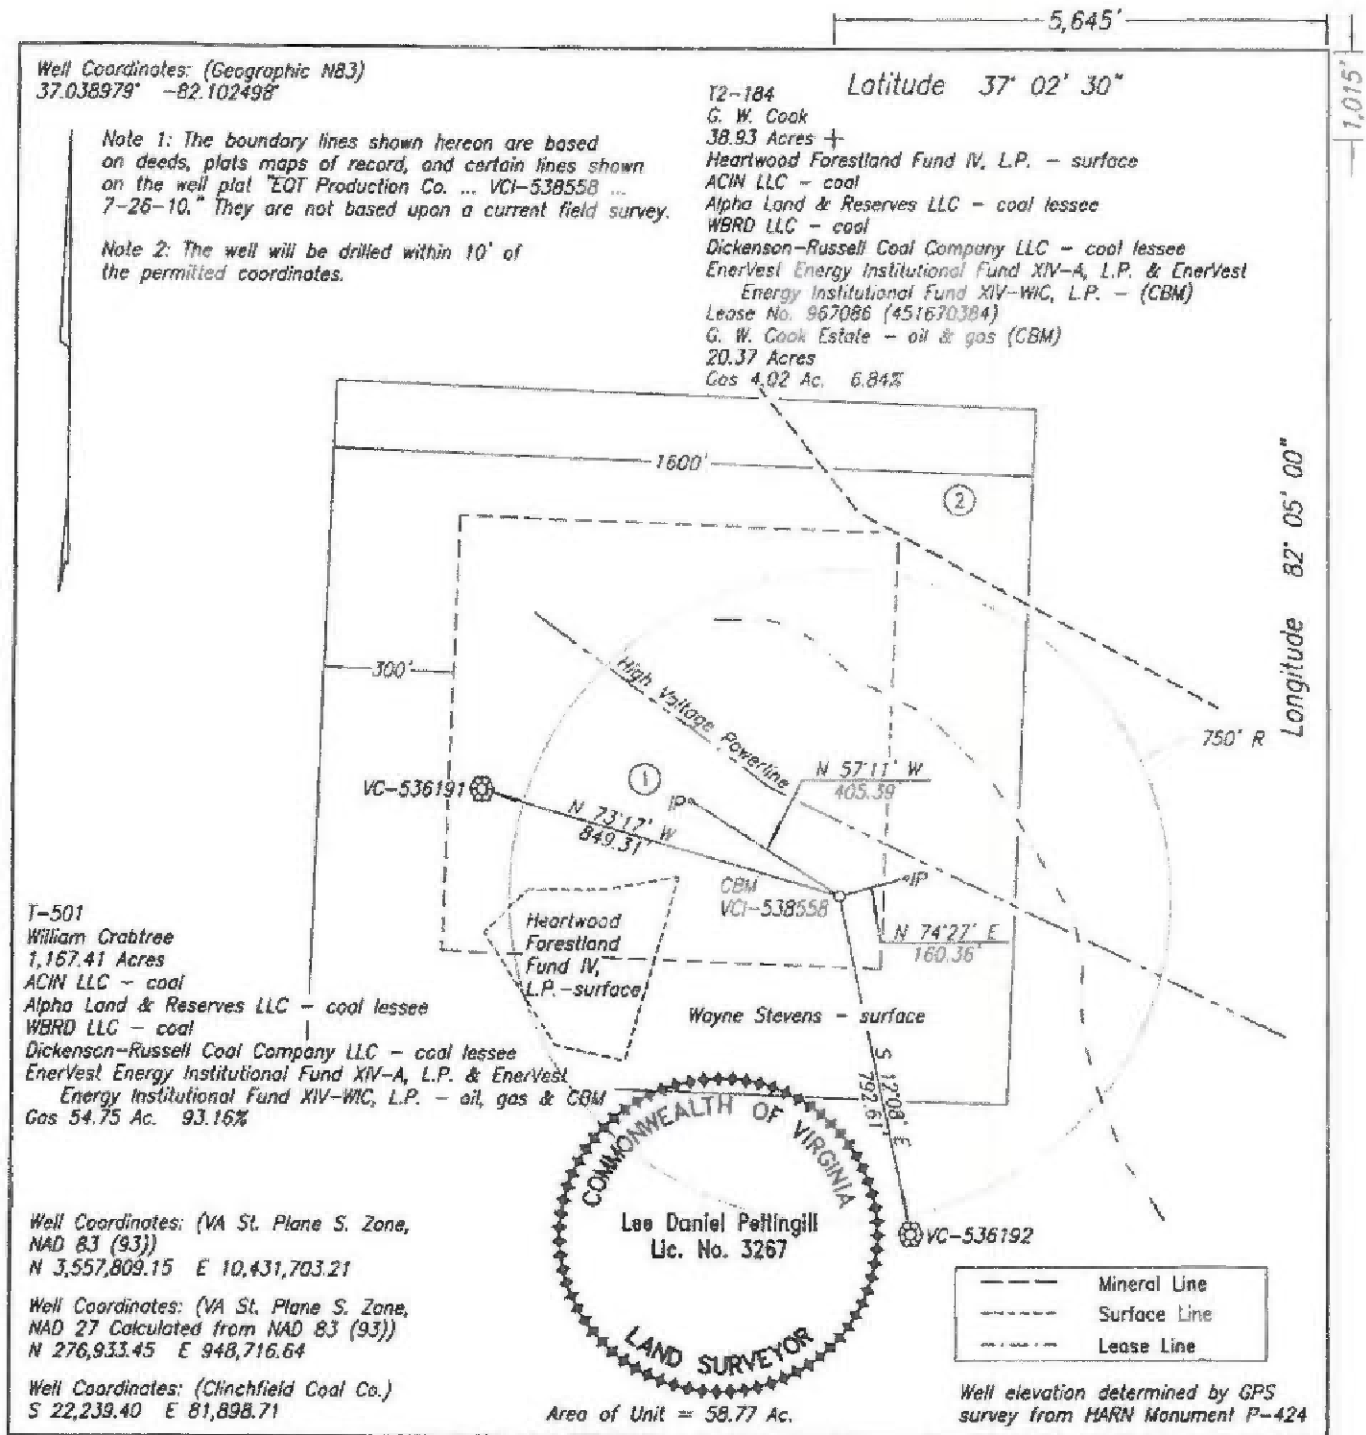 5,645'
1,015'
Well Coordinates: (Geographic N83)
37.038979° -82.102498°
Latitude 37° 02' 30"
Note 1: The boundary lines shown hereon are based
on deeds, plats maps of record, and certain lines shown
on the well plat "EQT Production Co. ... VCI-538558 ...
7-26-10." They are not based upon a current field survey.
Note 2: The well will be drilled within 10' of
the permitted coordinates.
T2-184
G. W. Cook
38.93 Acres +
Heartwood Forestland Fund IV, L.P. - surface
ACIN LLC - coal
Alpha Land & Reserves LLC - coal lessee
WBRD LLC - coal
Dickenson-Russell Coal Company LLC - coal lessee
EnerVest Energy Institutional Fund XIV-A, L.P. & EnerVest
Energy Institutional Fund XIV-WIC, L.P. - (CBM)
Lease No. 967086 (451670384)
G. W. Cook Estate - oil & gas (CBM)
20.37 Acres
Gas 4.02 Ac. 6.84%
1600'
2
Longitude 82° 05' 00"
300'
High Voltage Powerline
750' R
VC-536191
1
IP
N 57°11' W
405.39'
N 73°17' W
849.31'
CBM
VCI-538558
IP
N 74°27' E
160.36'
Heartwood
Forestland
Fund IV,
L.P.-surface
Wayne Stevens - surface
S 12°08' E
792.61'
T-501
William Crabtree
1,167.41 Acres
ACIN LLC - coal
Alpha Land & Reserves LLC - coal lessee
WBRD LLC - coal
Dickenson-Russell Coal Company LLC - coal lessee
EnerVest Energy Institutional Fund XIV-A, L.P. & EnerVest
Energy Institutional Fund XIV-WIC, L.P. - oil, gas & CBM
Gas 54.75 Ac. 93.16%
COMMONWEALTH OF VIRGINIA
Lee Daniel Pettingill
Lic. No. 3267
LAND SURVEYOR
VC-536192
Well Coordinates: (VA St. Plane S. Zone,
NAD 83 (93))
N 3,557,809.15 E 10,431,703.21
Well Coordinates: (VA St. Plane S. Zone,
NAD 27 Calculated from NAD 83 (93))
N 276,933.45 E 948,716.64
Well Coordinates: (Clinchfield Coal Co.)
S 22,239.40 E 81,898.71
Area of Unit = 58.77 Ac.
Mineral Line
Surface Line
Lease Line
Well elevation determined by GPS
survey from HARN Monument P-424